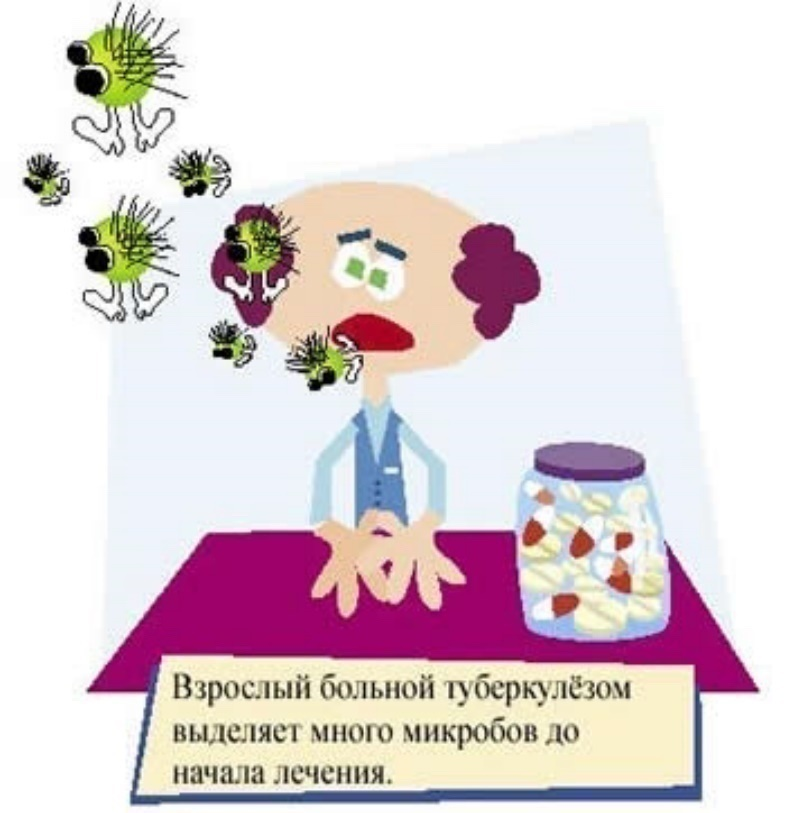 Взрослый больной туберкулёзом
выделяет много микробов до
начала лечения.